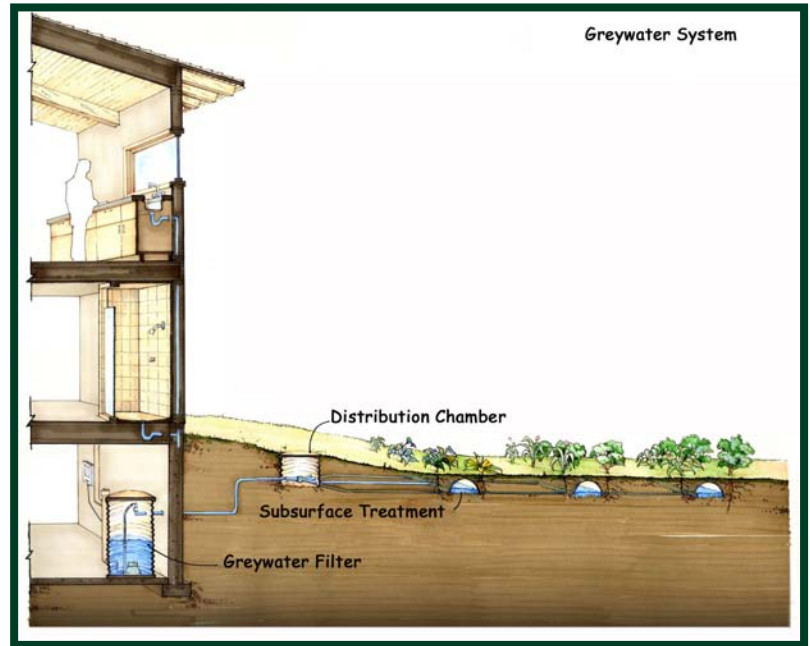 Greywater System
Distribution Chamber
Subsurface Treatment
Greywater Filter